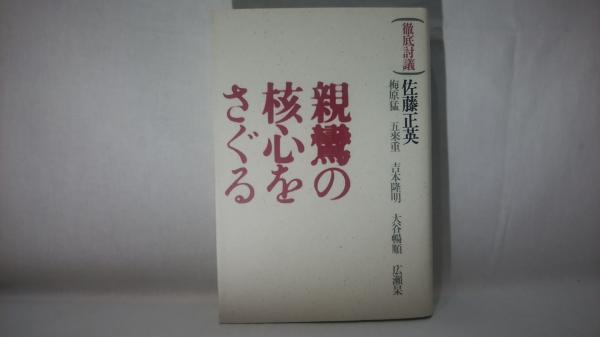 (徹底討議)
佐藤正英
梅原猛 五來重 吉本隆明 大谷暢順 広瀬杲
親鸞の
核心を
さぐる